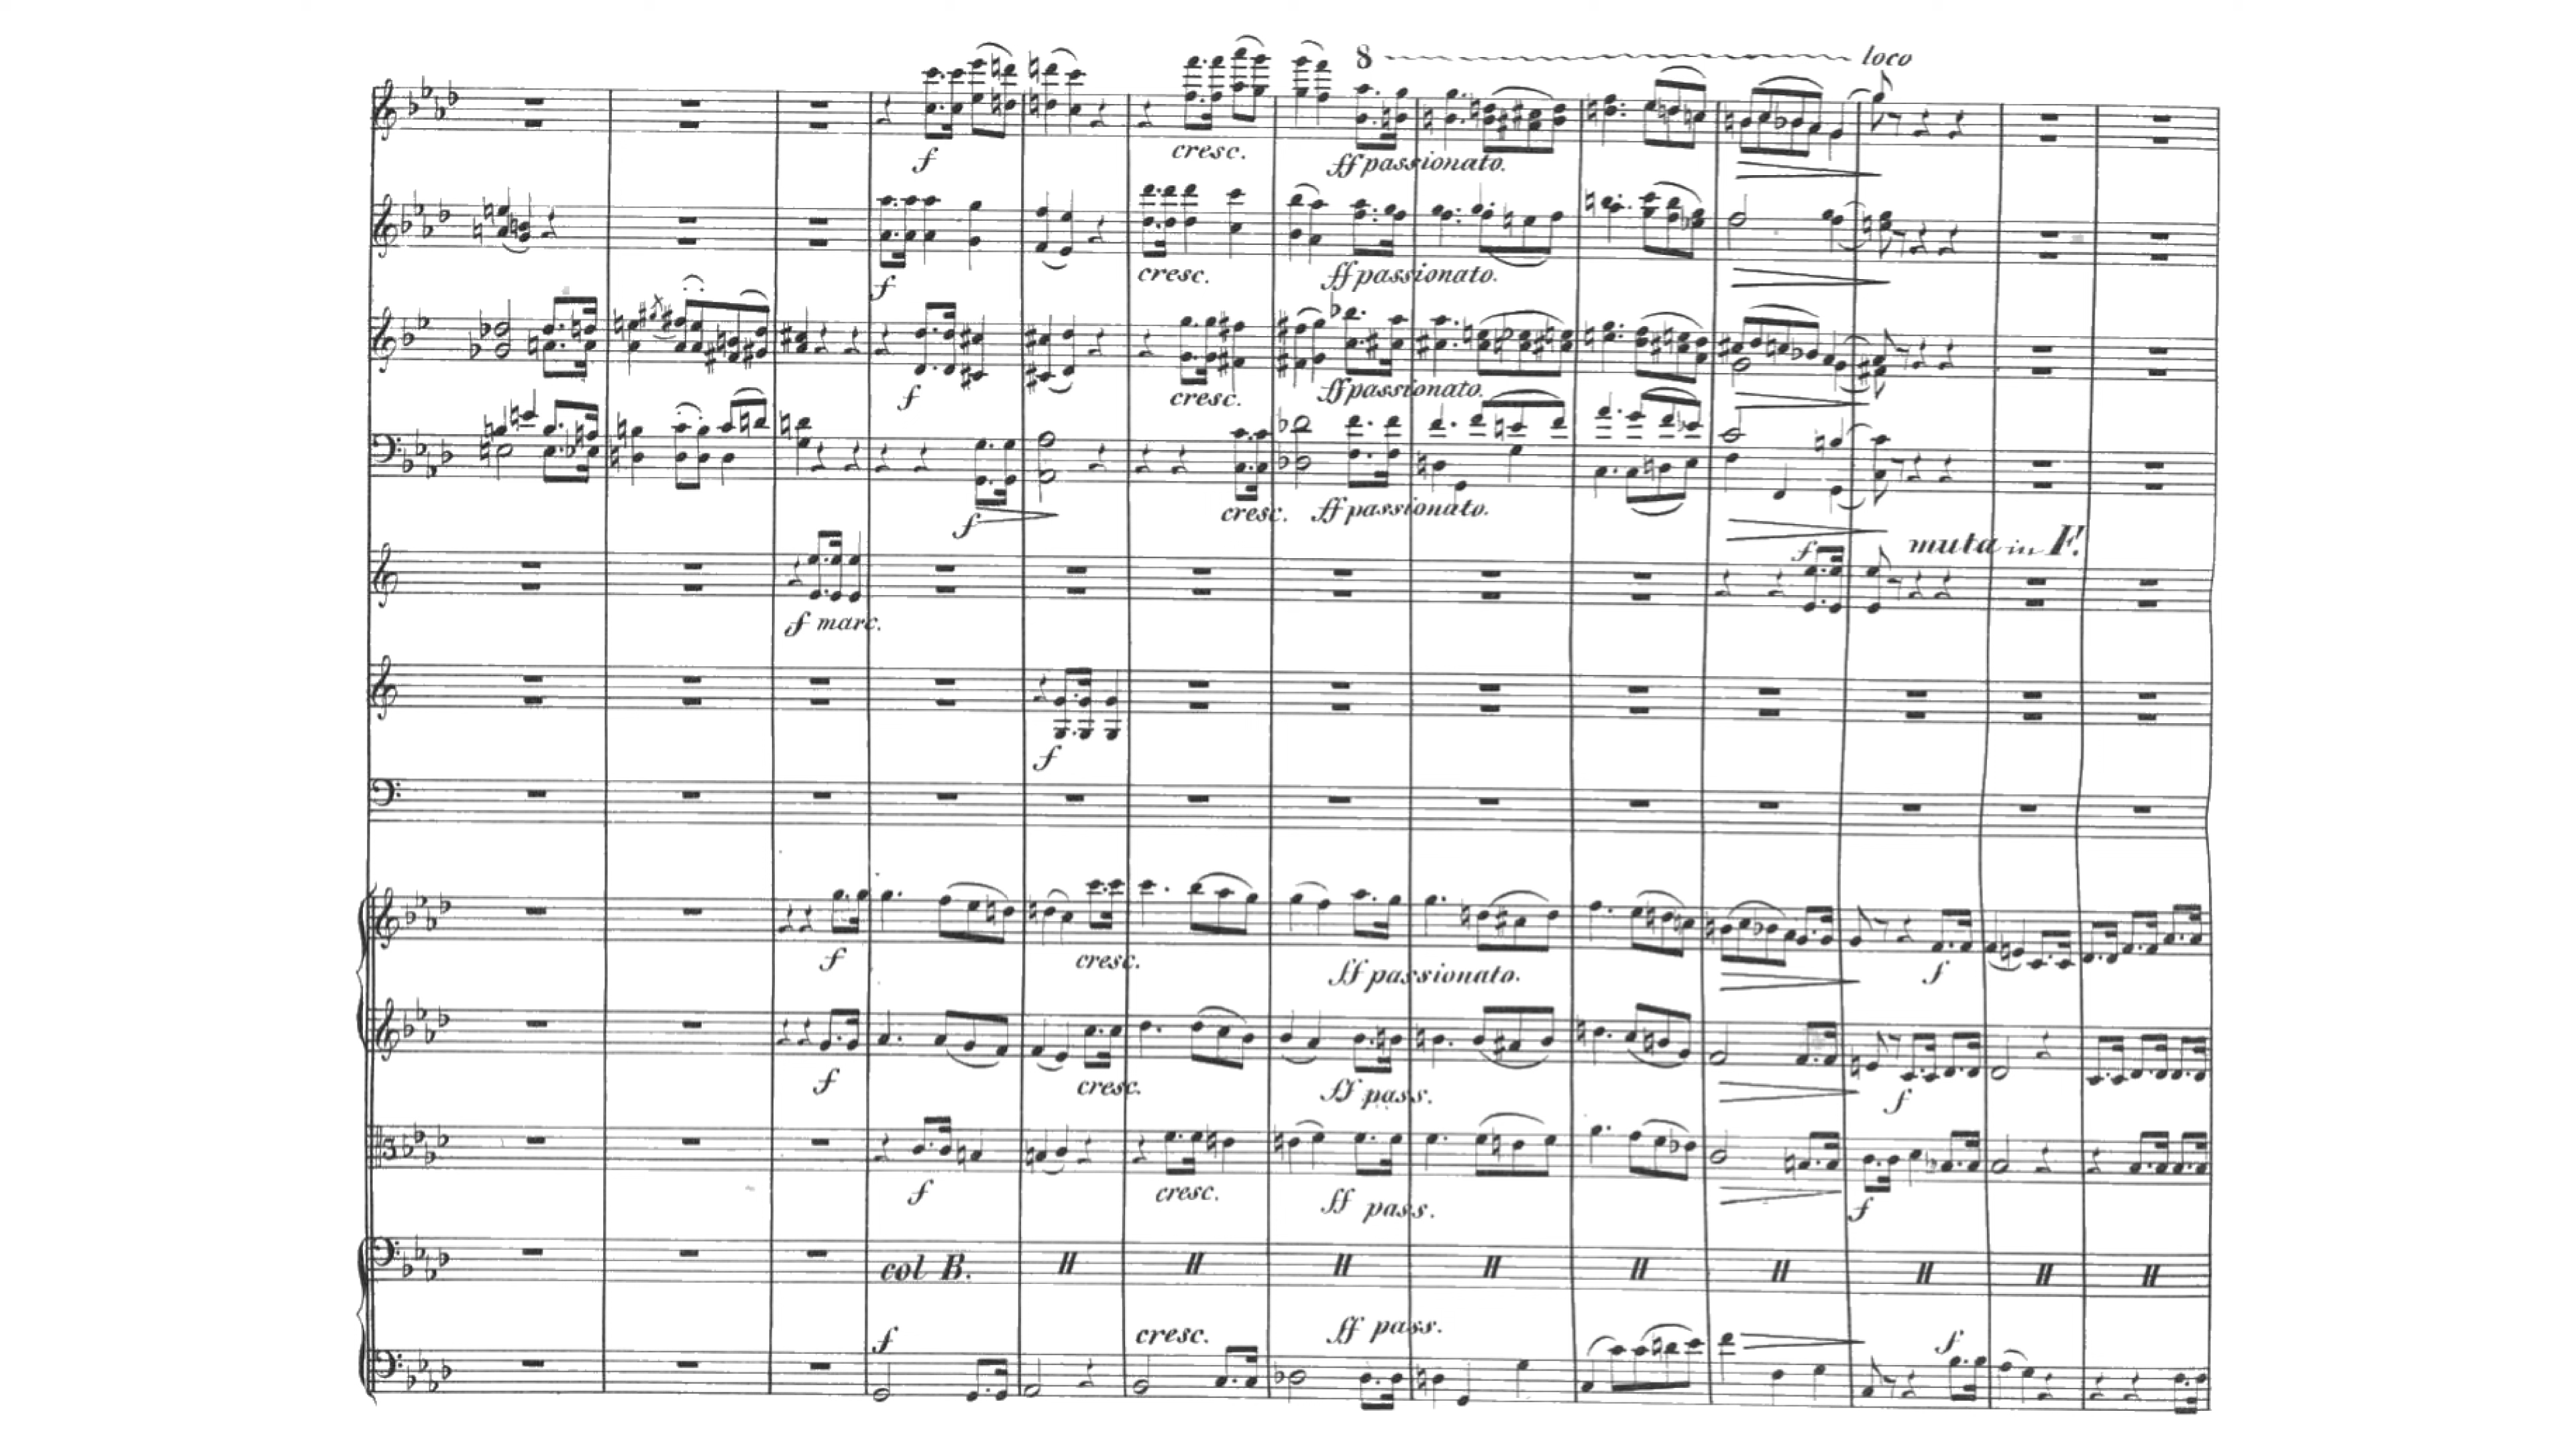 8 loco
f cresc. ff passionato.
f cresc. ff passionato.
f cresc. ff passionato.
f cresc. ff passionato.
f muta in F.
f marc.
f
f cresc. ff passionato. f
f cresc. ff pass. f
f cresc. ff pass. f
col B.
f cresc. ff pass. f